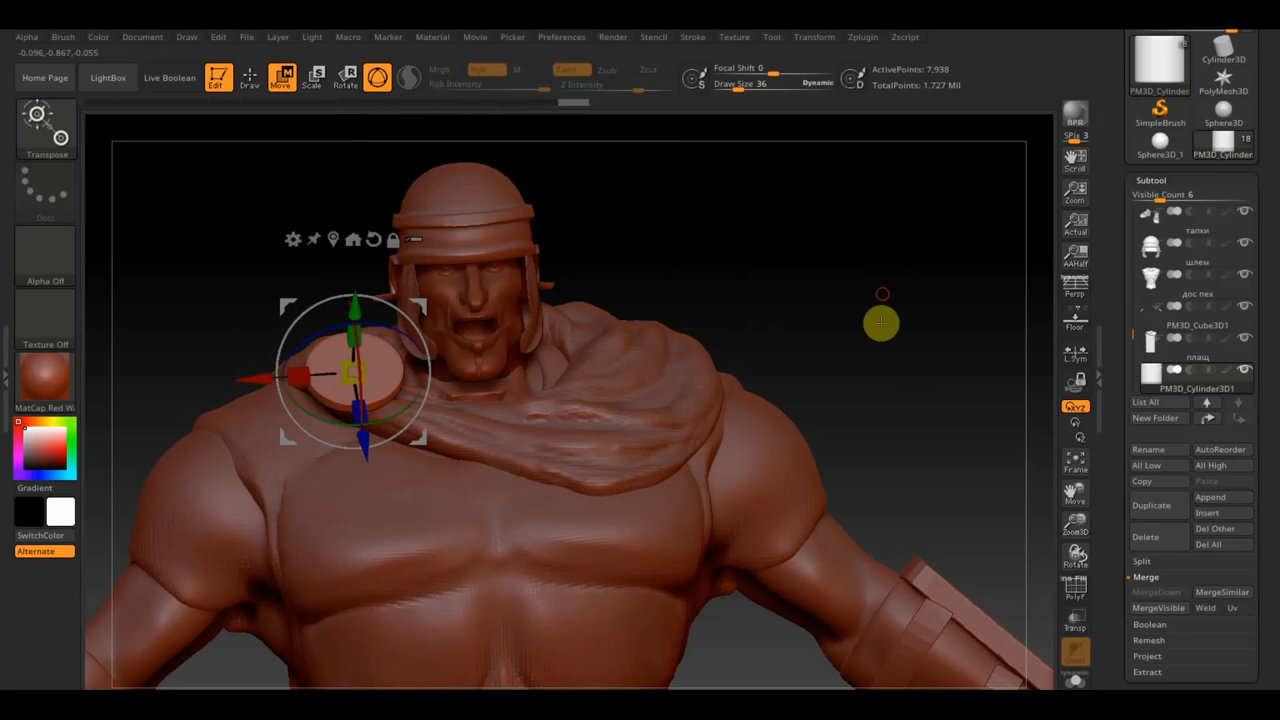 Alpha Brush Color Document Draw Edit File Layer Light Macro Marker Material Movie Picker Preferences Render Stencil Stroke Texture Tool Transform Zplugin Zscript
-0.096,-0.867,-0.055
Home Page LightBox Live Boolean Edit Draw Move Scale Rotate
Mrgb Rgb M Zadd Zsub Zcut
Z Intensity
S
Focal Shift 0
Draw Size 36 Dynamic
D
ActivePoints: 7,938
TotalPoints: 1.727 Mil
Transpose
Dots
Alpha Off
Texture Off
MatCap Red W
Gradient
SwitchColor
Alternate
BPR
SPix 3
Scroll
Zoom
Actual
AAHalf
Dynamic
Persp
Floor
L.Sym
XYZ
Frame
Move
Zoom3D
Rotate
PolyF
Transp
Dynamic
PM3D_Cylinder
Cylinder3D
PolyMesh3D
SimpleBrush
Sphere3D
Sphere3D_1
18
PM3D_Cylinder
Subtool
Visible Count 6
тапки
шлем
дос пех
PM3D_Cube3D1
плащ
PM3D_Cylinder3D1
List All
New Folder
Rename AutoReorder
All Low All High
Copy Paste
Duplicate Append
Insert
Delete Del Other
Del All
Split
Merge
MergeDown MergeSimilar
MergeVisible Weld Uv
Boolean
Remesh
Project
Extract